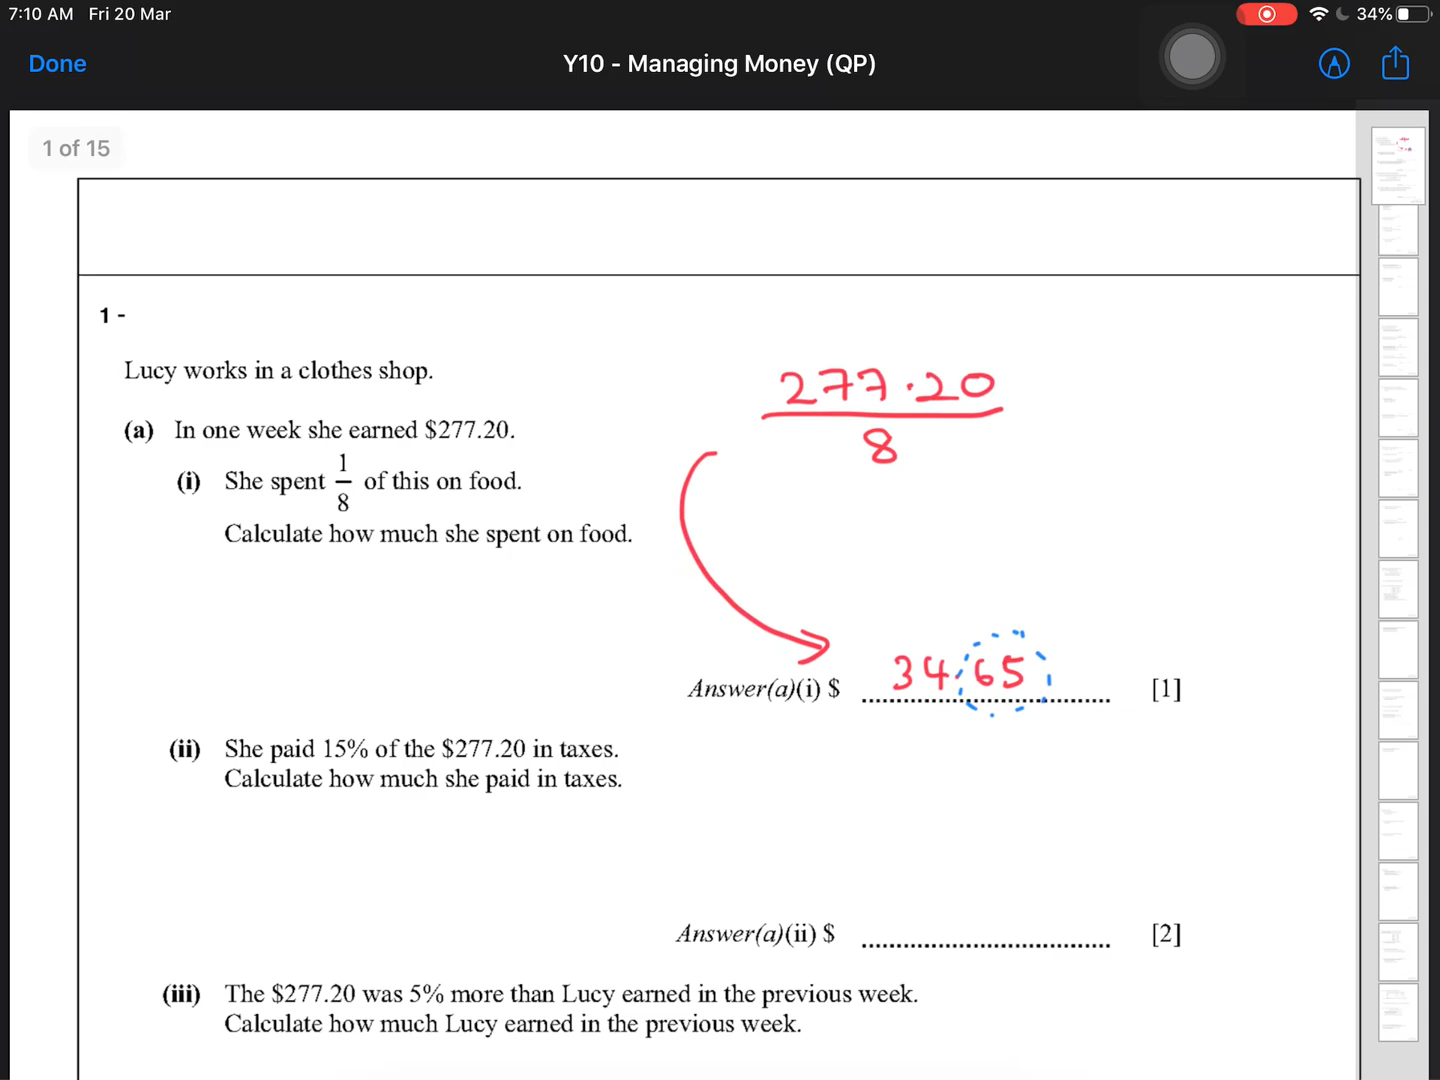 7:10 AM Fri 20 Mar
34%
Done
Y10 - Managing Money (QP)
1 of 15
1 -
Lucy works in a clothes shop.
277.20
8
(a) In one week she earned $277.20.
(i) She spent 1/8 of this on food.
Calculate how much she spent on food.
34.65
Answer(a)(i) $ ........................................ [1]
(ii) She paid 15% of the $277.20 in taxes.
Calculate how much she paid in taxes.
Answer(a)(ii) $ ........................................ [2]
(iii) The $277.20 was 5% more than Lucy earned in the previous week.
Calculate how much Lucy earned in the previous week.